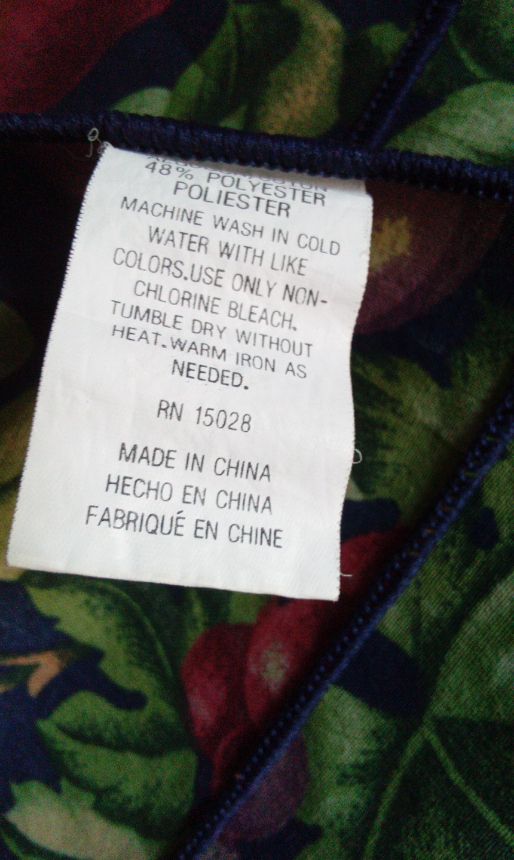 48% POLYESTER
POLIESTER
MACHINE WASH IN COLD
WATER WITH LIKE
COLORS.USE ONLY NON-
CHLORINE BLEACH.
TUMBLE DRY WITHOUT
HEAT.WARM IRON AS
NEEDED.
RN 15028
MADE IN CHINA
HECHO EN CHINA
FABRIQUÉ EN CHINE